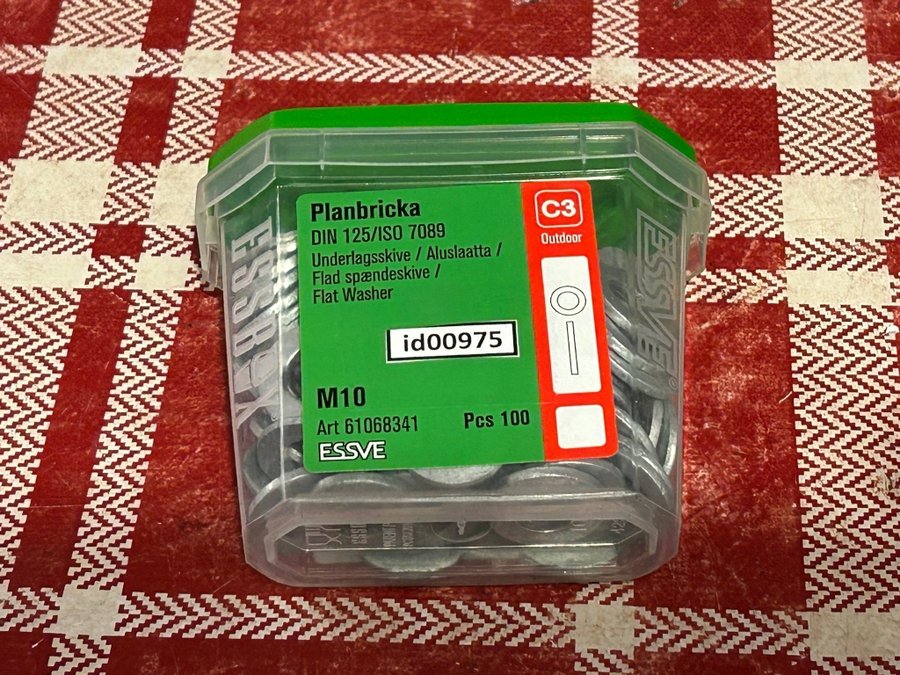 Planbricka
DIN 125/ISO 7089
Underlagsskive / Aluslaatta /
Flad spændeskive /
Flat Washer
id00975
M10
Art 61068341
Pcs 100
ESSVE
C3
Outdoor
ESSBOX
ESSVE